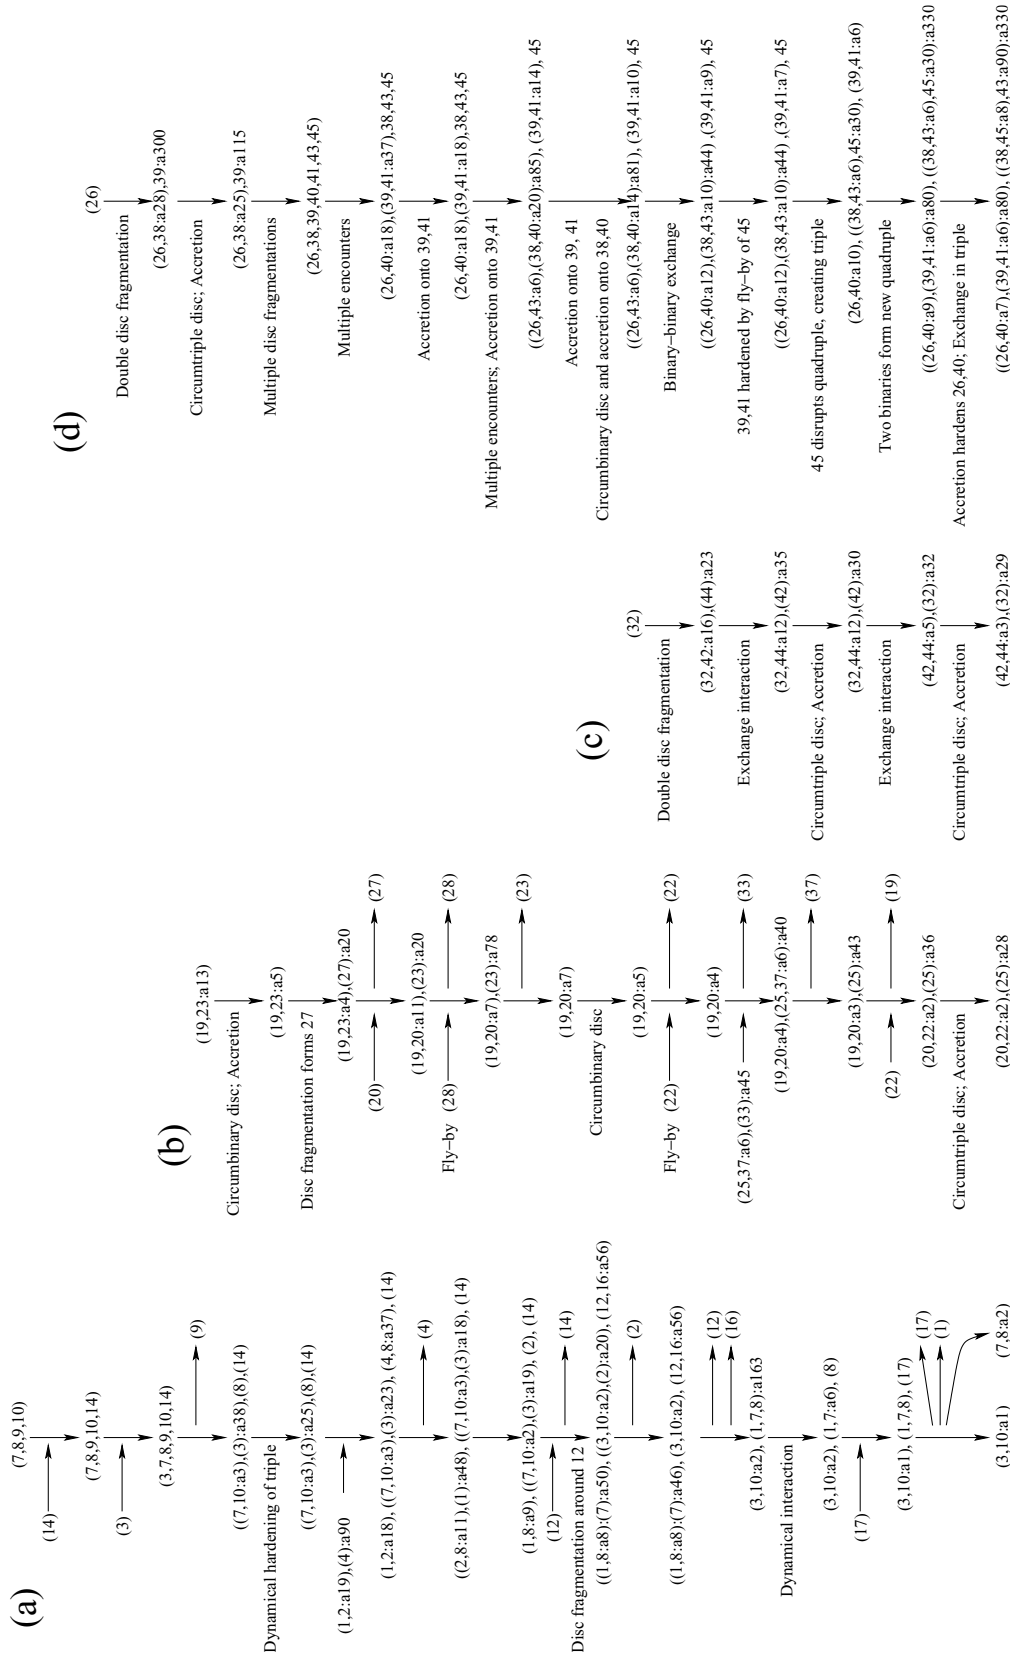 (a)
(7,8,9,10)
(14)
(7,8,9,10,14)
(3)
(3,7,8,9,10,14)
(9)
((7,10:a3),(3):a38),(8),(14)
Dynamical hardening of triple
((7,10:a3),(3):a25),(8),(14)
(1,2:a19),(4):a90
(1,2:a18), ((7,10:a3),(3):a23), (4,8:a37), (14)
(4)
((2,8:a11),(1):a48), ((7,10:a3),(3):a18), (14)
(1,8:a9), ((7,10:a2),(3):a19), (2), (14)
(12)
(14)
Disc fragmentation around 12
((1,8:a8):(7):a50), ((3,10:a2),(2):a20), (12,16:a56)
(2)
((1,8:a8):(7):a46), (3,10:a2), (12,16:a56)
(12)
(16)
(3,10:a2), (1,7,8):a163
Dynamical interaction
(3,10:a2), (1,7:a6), (8)
(17)
(3,10:a1), (1,7,8), (17)
(17)
(1)
(3,10:a1)
(7,8:a2)
(b)
(19,23:a13)
Circumbinary disc; Accretion
(19,23:a5)
Disc fragmentation forms 27
(19,23:a4),(27):a20
(20)
(27)
(19,20:a11),(23):a20
Fly−by (28)
(28)
(19,20:a7),(23):a78
(23)
(19,20:a7)
Circumbinary disc
(19,20:a5)
Fly−by (22)
(22)
(19,20:a4)
(25,37:a6),(33):a45
(33)
(19,20:a4),(25,37:a6):a40
(37)
(19,20:a3),(25):a43
(22)
(19)
(20,22:a2),(25):a36
Circumtriple disc; Accretion
(20,22:a2),(25):a28
(c)
(32)
Double disc fragmentation
(32,42:a16),(44):a23
Exchange interaction
(32,44:a12),(42):a35
Circumtriple disc; Accretion
(32,44:a12),(42):a30
Exchange interaction
(42,44:a5),(32):a32
Circumtriple disc; Accretion
(42,44:a3),(32):a29
(d)
(26)
Double disc fragmentation
(26,38:a28),39:a300
Circumtriple disc; Accretion
(26,38:a25),39:a115
Multiple disc fragmentations
(26,38,39,40,41,43,45)
Multiple encounters
(26,40:a18),(39,41:a37),38,43,45
Accretion onto 39,41
(26,40:a18),(39,41:a18),38,43,45
Multiple encounters; Accretion onto 39,41
((26,43:a6),(38,40:a20):a85), (39,41:a14), 45
Accretion onto 39, 41
Circumbinary disc and accretion onto 38,40
((26,43:a6),(38,40:a14):a81), (39,41:a10), 45
Binary−binary exchange
((26,40:a12),(38,43:a10):a44) ,(39,41:a9), 45
39,41 hardened by fly−by of 45
((26,40:a12),(38,43:a10):a44) ,(39,41:a7), 45
45 disrupts quadruple, creating triple
(26,40:a10), ((38,43:a6),45:a30), (39,41:a6)
Two binaries form new quadruple
((26,40:a9),(39,41:a6):a80), ((38,43:a6),45:a30):a330
Accretion hardens 26,40; Exchange in triple
((26,40:a7),(39,41:a6):a80), ((38,45:a8),43:a90):a330